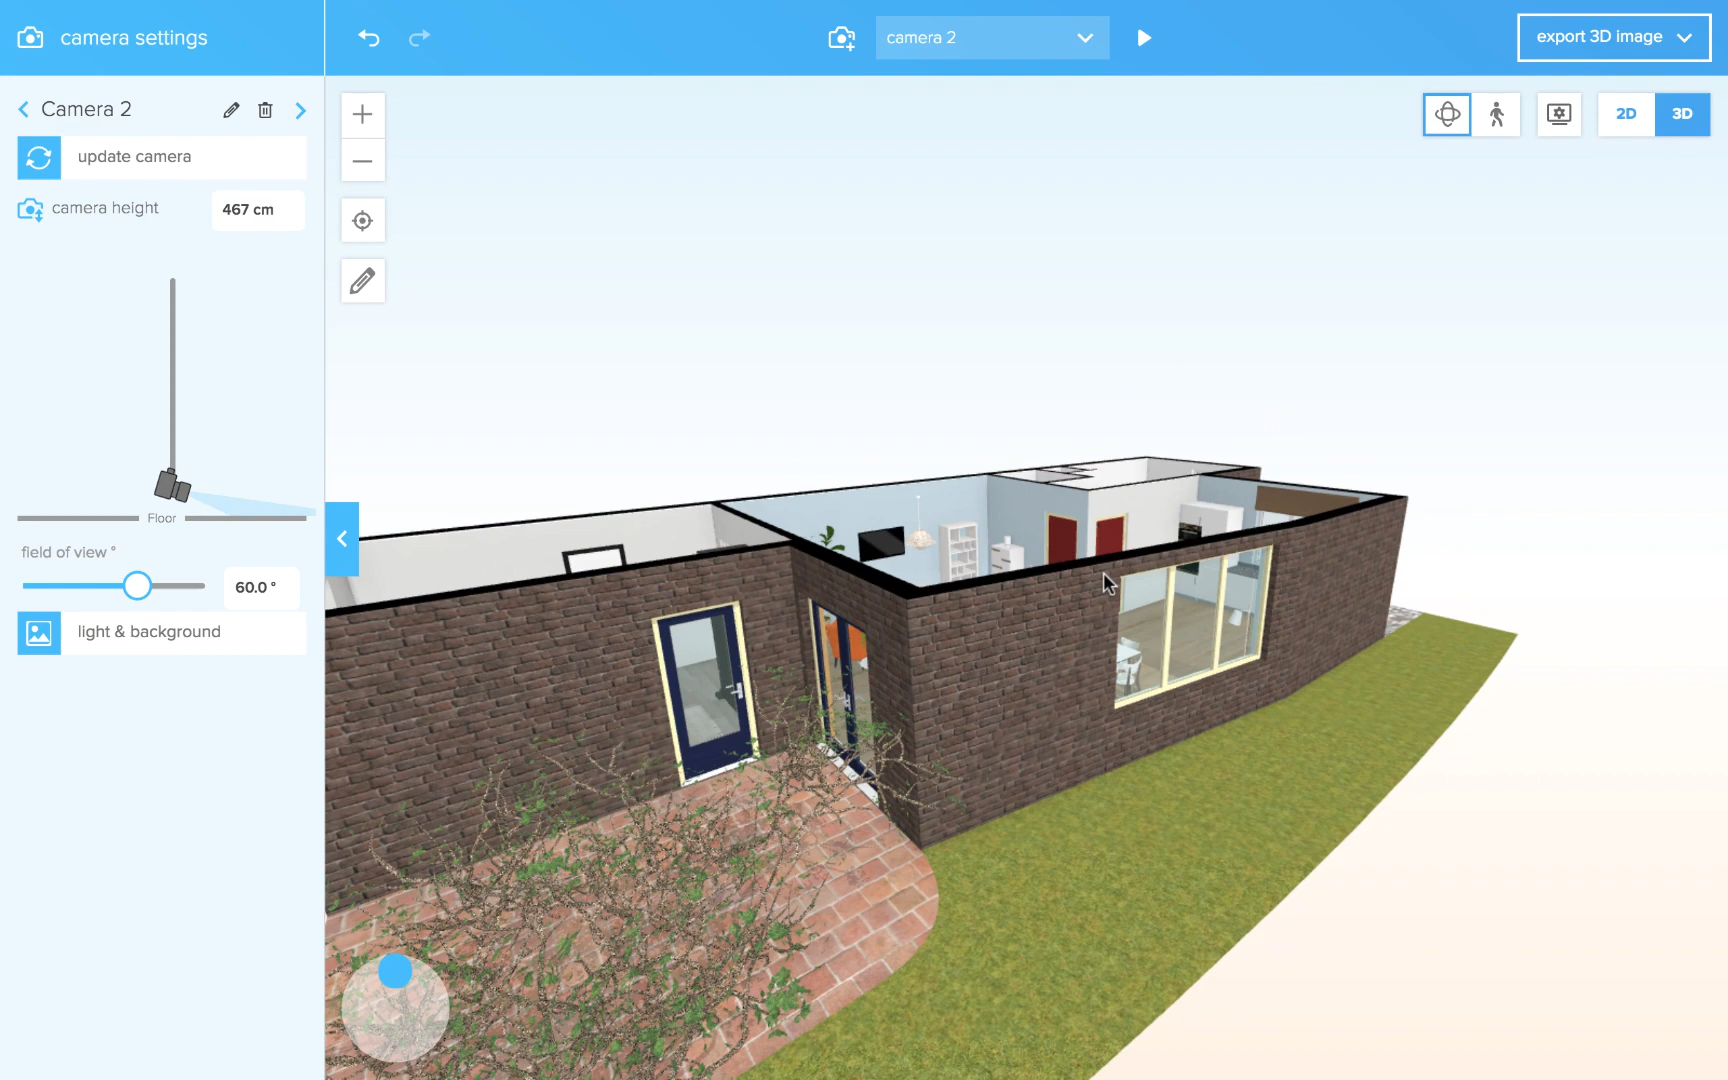 camera settings
camera 2
export 3D image
Camera 2
update camera
camera height
467 cm
Floor
field of view °
60.0 °
light & background
2D
3D